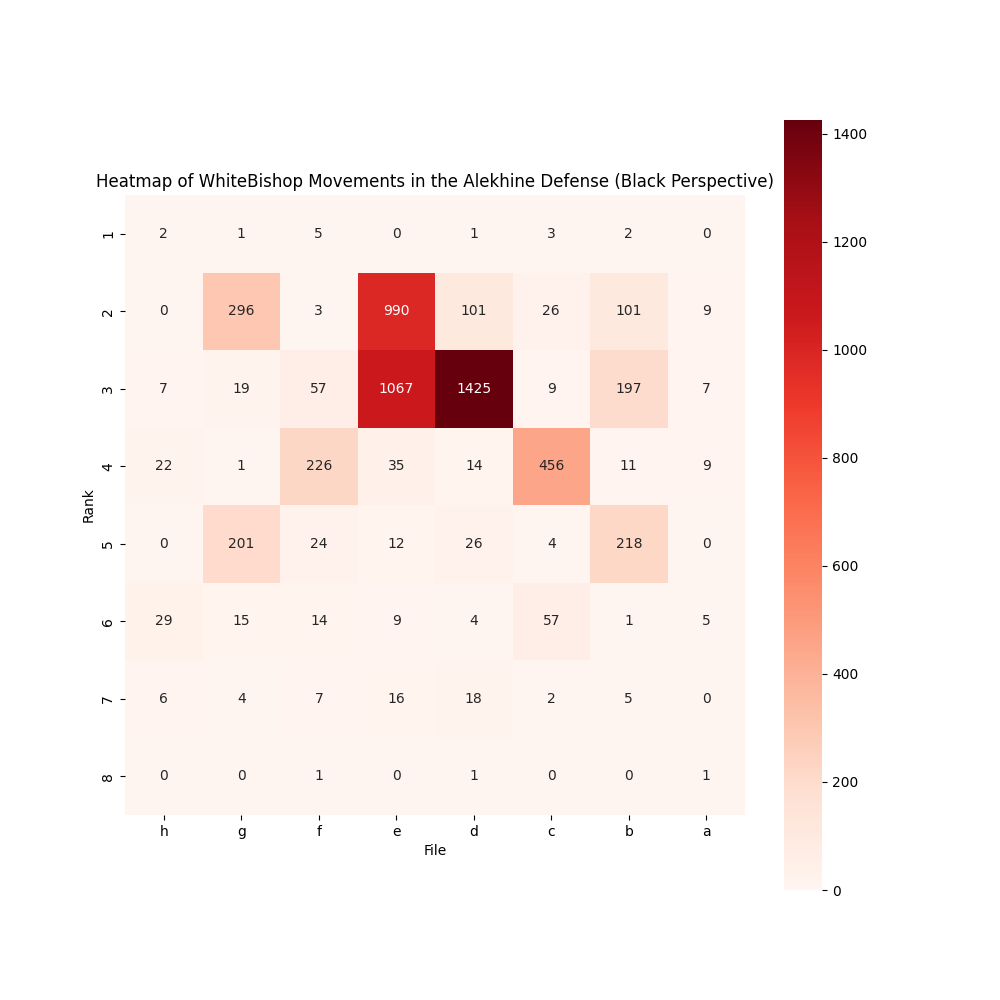 Heatmap of WhiteBishop Movements in the Alekhine Defense (Black Perspective)
1 2 1 5 0 1 3 2 0
2 0 296 3 990 101 26 101 9
3 7 19 57 1067 1425 9 197 7
4 22 1 226 35 14 456 11 9
5 0 201 24 12 26 4 218 0
6 29 15 14 9 4 57 1 5
7 6 4 7 16 18 2 5 0
8 0 0 1 0 1 0 0 1
h g f e d c b a
File
Rank
1400
1200
1000
800
600
400
200
0